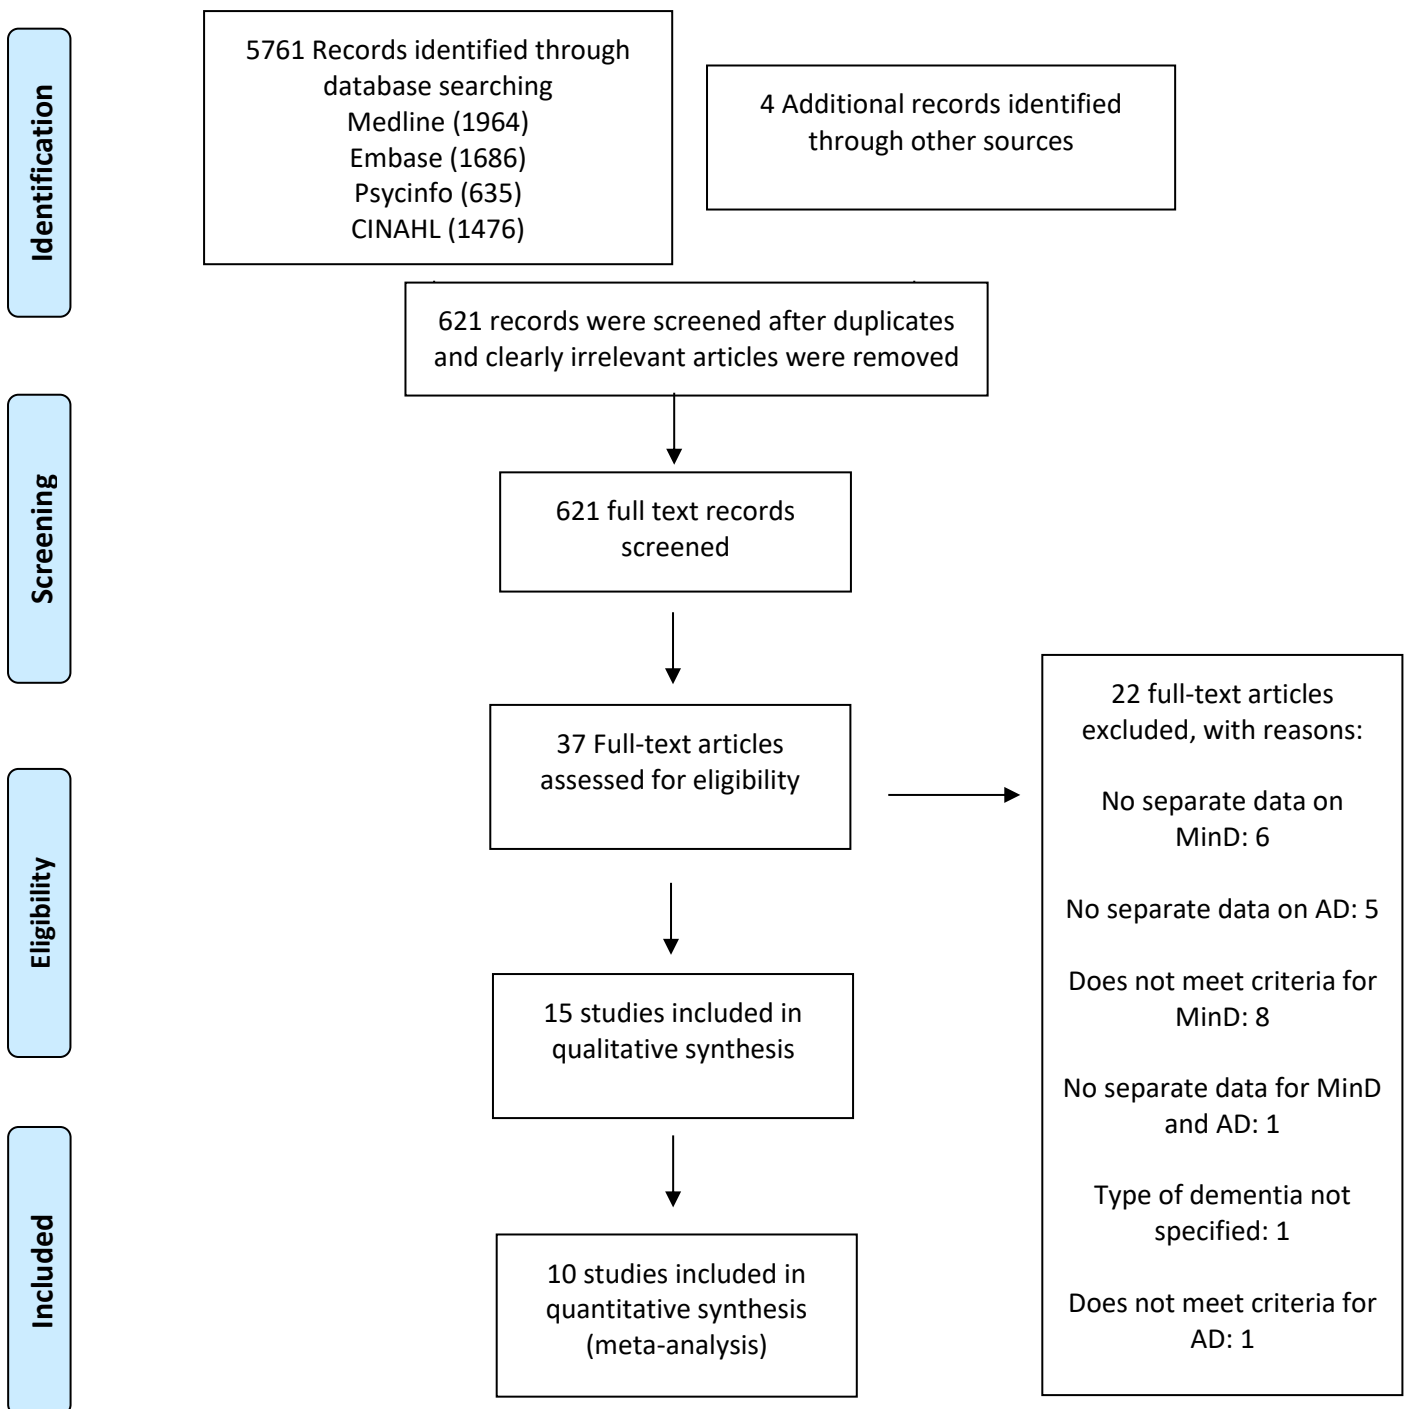 Identification
5761 Records identified through
database searching
Medline (1964)
Embase (1686)
Psycinfo (635)
CINAHL (1476)
4 Additional records identified
through other sources
621 records were screened after duplicates
and clearly irrelevant articles were removed
Screening
621 full text records
screened
Eligibility
37 Full-text articles
assessed for eligibility
22 full-text articles
excluded, with reasons:
No separate data on
MinD: 6
No separate data on AD: 5
Does not meet criteria for
MinD: 8
No separate data for MinD
and AD: 1
Type of dementia not
specified: 1
Does not meet criteria for
AD: 1
15 studies included in
qualitative synthesis
Included
10 studies included in
quantitative synthesis
(meta-analysis)